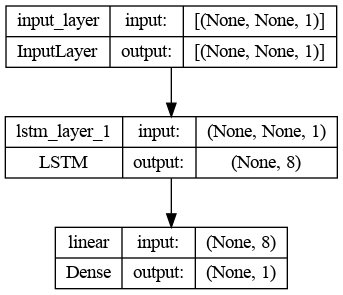 input_layer input: [(None, None, 1)]
InputLayer output: [(None, None, 1)]
lstm_layer_1 input: (None, None, 1)
LSTM output: (None, 8)
linear input: (None, 8)
Dense output: (None, 1)